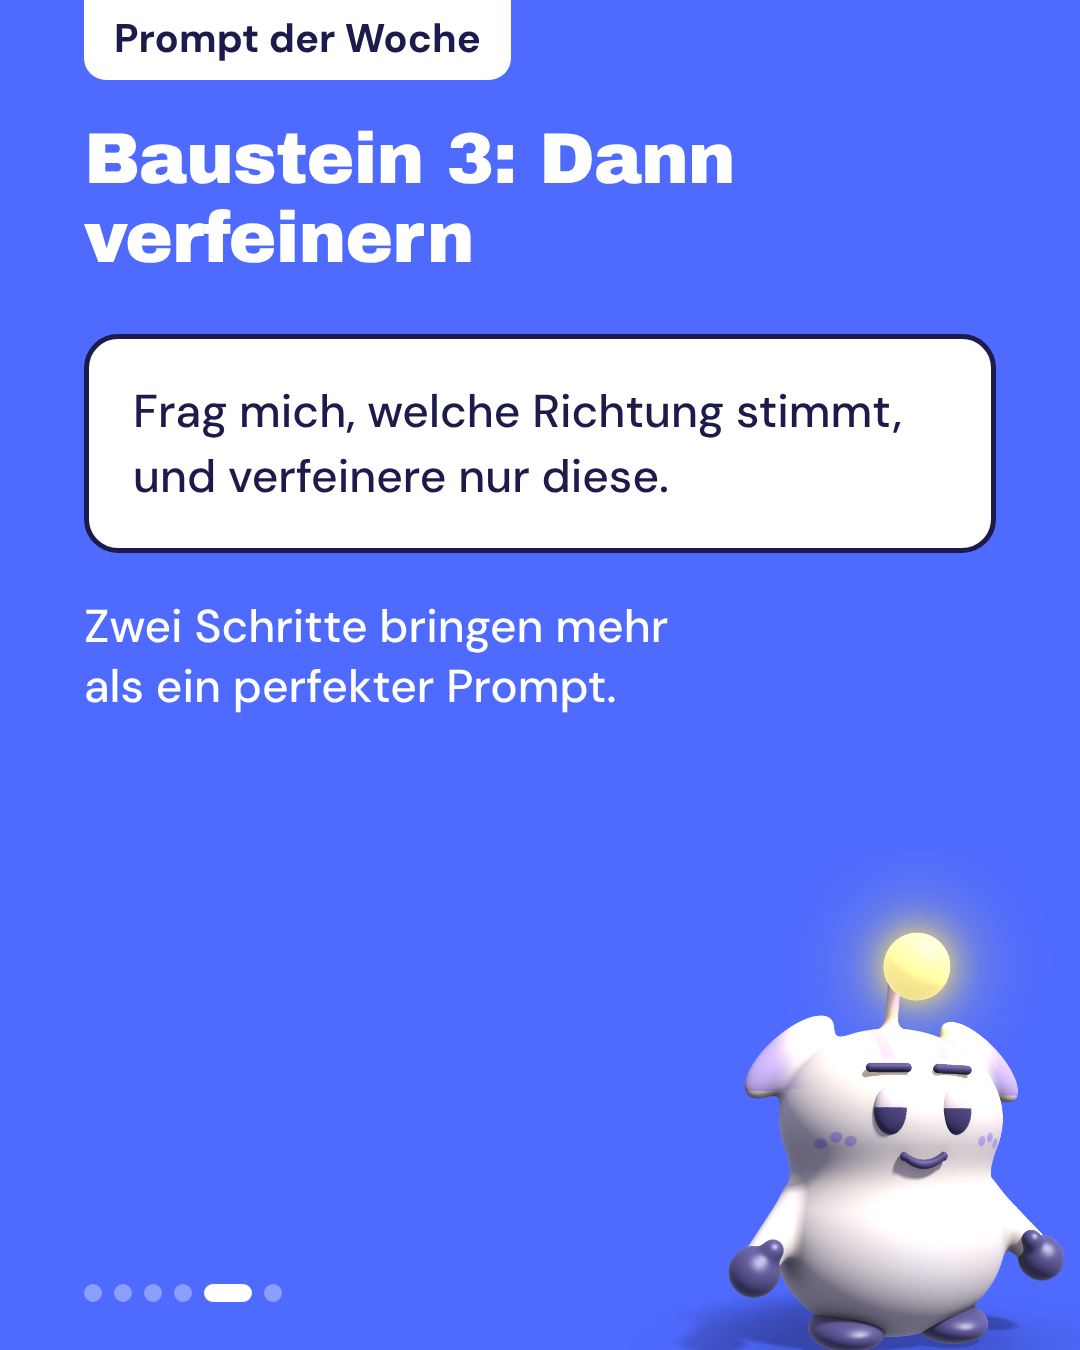 Prompt der Woche
Baustein 3: Dann
verfeinern
Frag mich, welche Richtung stimmt,
und verfeinere nur diese.
Zwei Schritte bringen mehr
als ein perfekter Prompt.